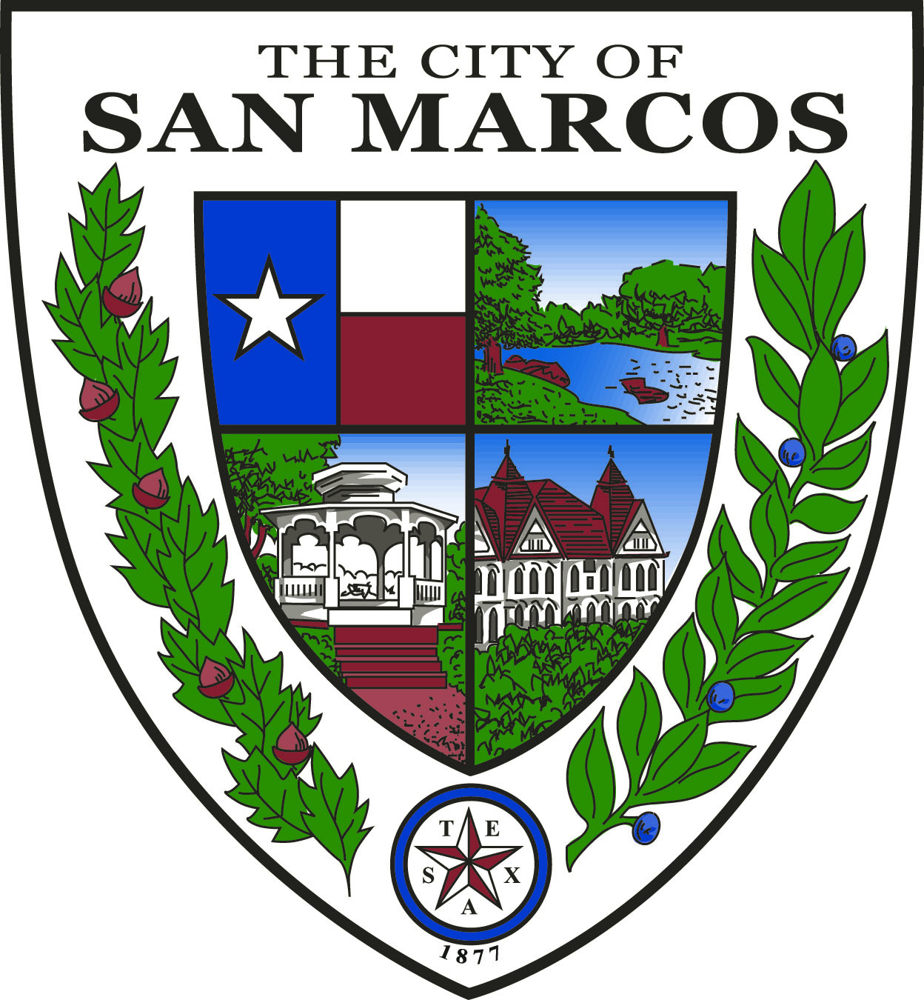 THE CITY OF
SAN MARCOS
T E X A S
1877